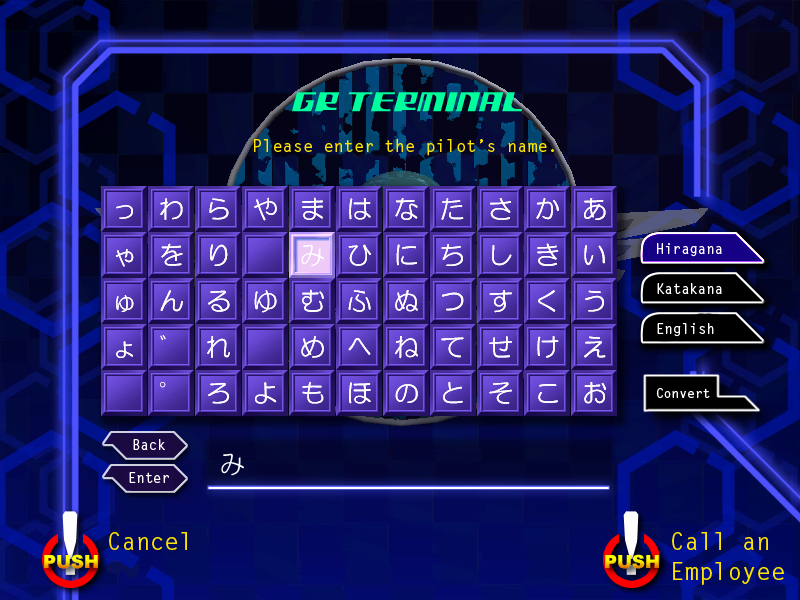 GR TERMINAL
Please enter the pilot's name.
っ わ ら や ま は な た さ か あ
ゃ を り み ひ に ち し き い
ゅ ん る ゆ む ふ ぬ つ す く う
ょ ゛ れ め へ ね て せ け え
゜ ろ よ も ほ の と そ こ お
Hiragana
Katakana
English
Convert
Back
Enter
み
PUSH Cancel
PUSH Call an
Employee